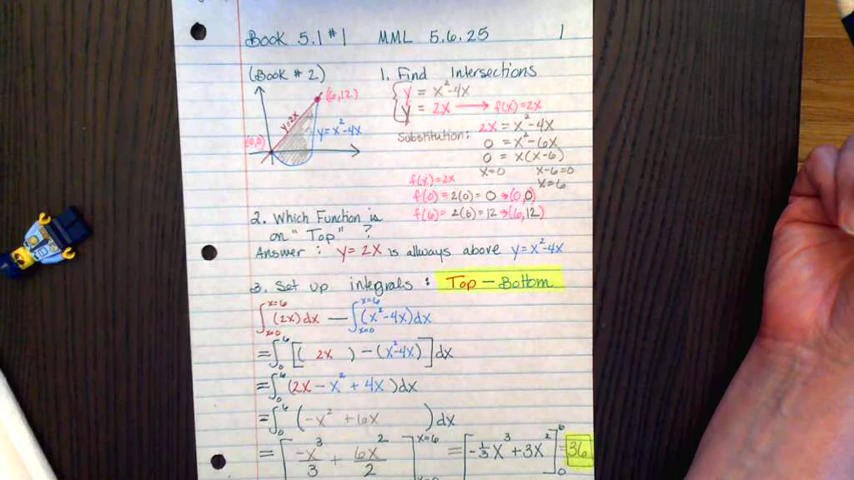 Book 5.1 #1 MML 5.6.25 1
(Book # 2)
(6,12)
y=2x
y=x²-4x
(0,0)
1. Find Intersections
{ y = x²-4x
y = 2x → f(x)=2x
Substitution: 2x = x²-4x
0 = x²-6x
0 = x(x-6)
x=0 x-6=0
x=6
f(x)=2x
f(0)=2(0)=0→(0,0)
f(6)=2(6)=12→(6,12)
2. Which Function is
on "Top" ?
Answer : y=2x is allways above y=x²-4x
3. Set up integrals : Top - Bottom
∫_{x=0}^{x=6} (2x)dx - ∫_{x=0}^{x=6} (x²-4x)dx
=∫_0^6 [( 2x ) - (x²-4x)] dx
=∫_0^6 (2x - x² + 4x) dx
=∫_0^6 (-x² + 6x ) dx
= [ -x³/3 + 6x²/2 ]^{x=6}_{x=0} = [ -1/3 x³ + 3x² ]_0^6 = 36